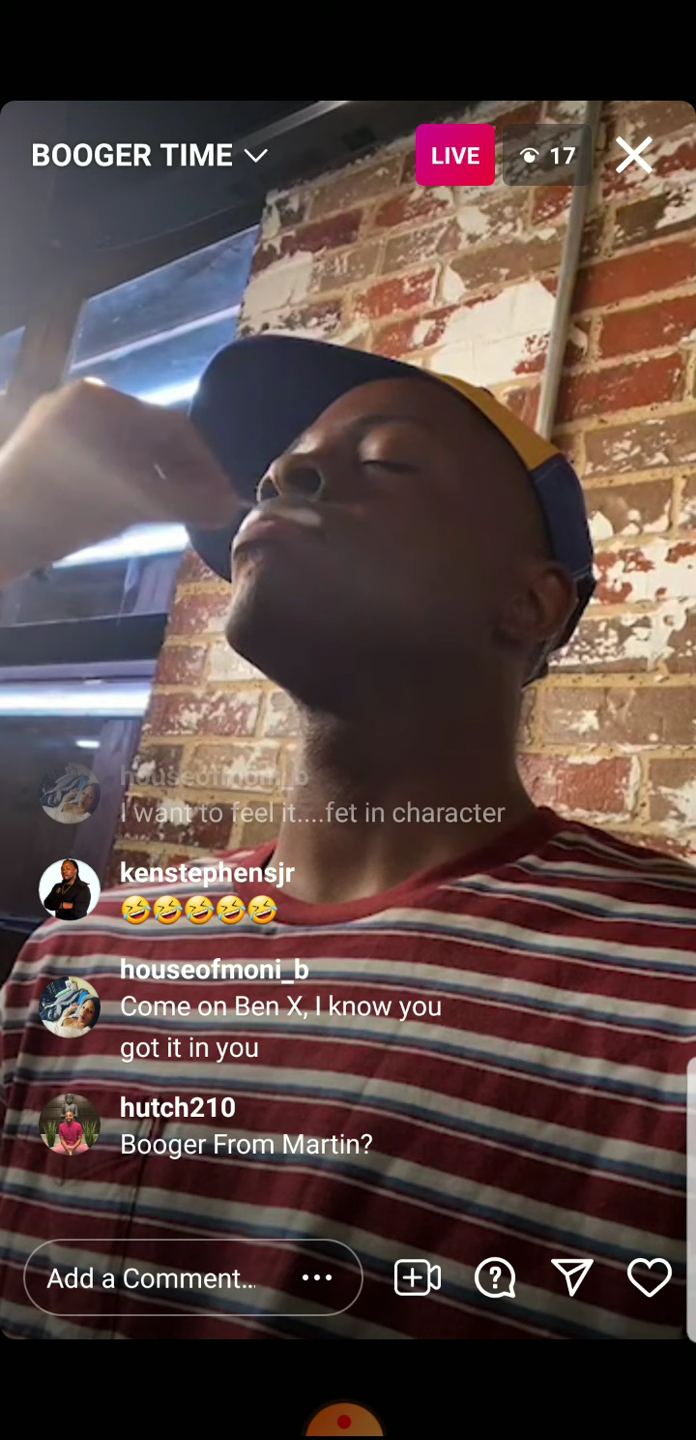 BOOGER TIME
LIVE
17
houseofmoni_b
I want to feel it....fet in character
kenstephensjr
🤣🤣🤣🤣🤣
houseofmoni_b
Come on Ben X, I know you
got it in you
hutch210
Booger From Martin?
Add a Comment...